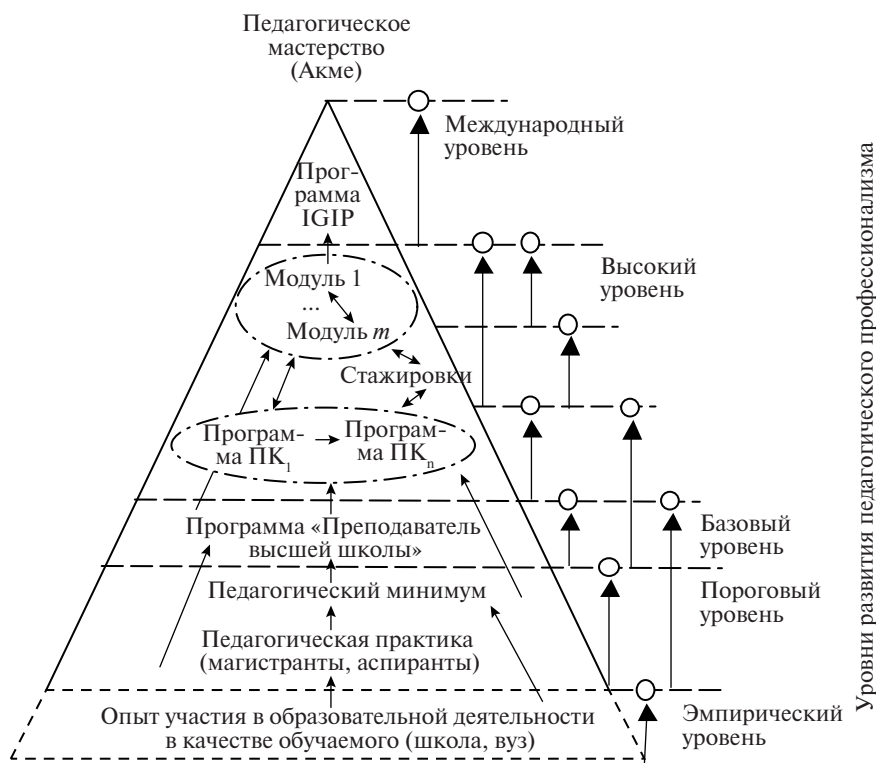 Педагогическое
мастерство
(Акме)
Международный
уровень
Прог-
рамма
IGIP
Высокий
уровень
Модуль 1
...
Модуль m
Стажировки
Програм-
ма ПК1
Програм-
ма ПКn
Программа «Преподаватель
высшей школы»
Базовый
уровень
Педагогический минимум
Пороговый
уровень
Педагогическая практика
(магистранты, аспиранты)
Опыт участия в образовательной деятельности
в качестве обучаемого (школа, вуз)
Эмпирический
уровень
Уровни развития педагогического профессионализма